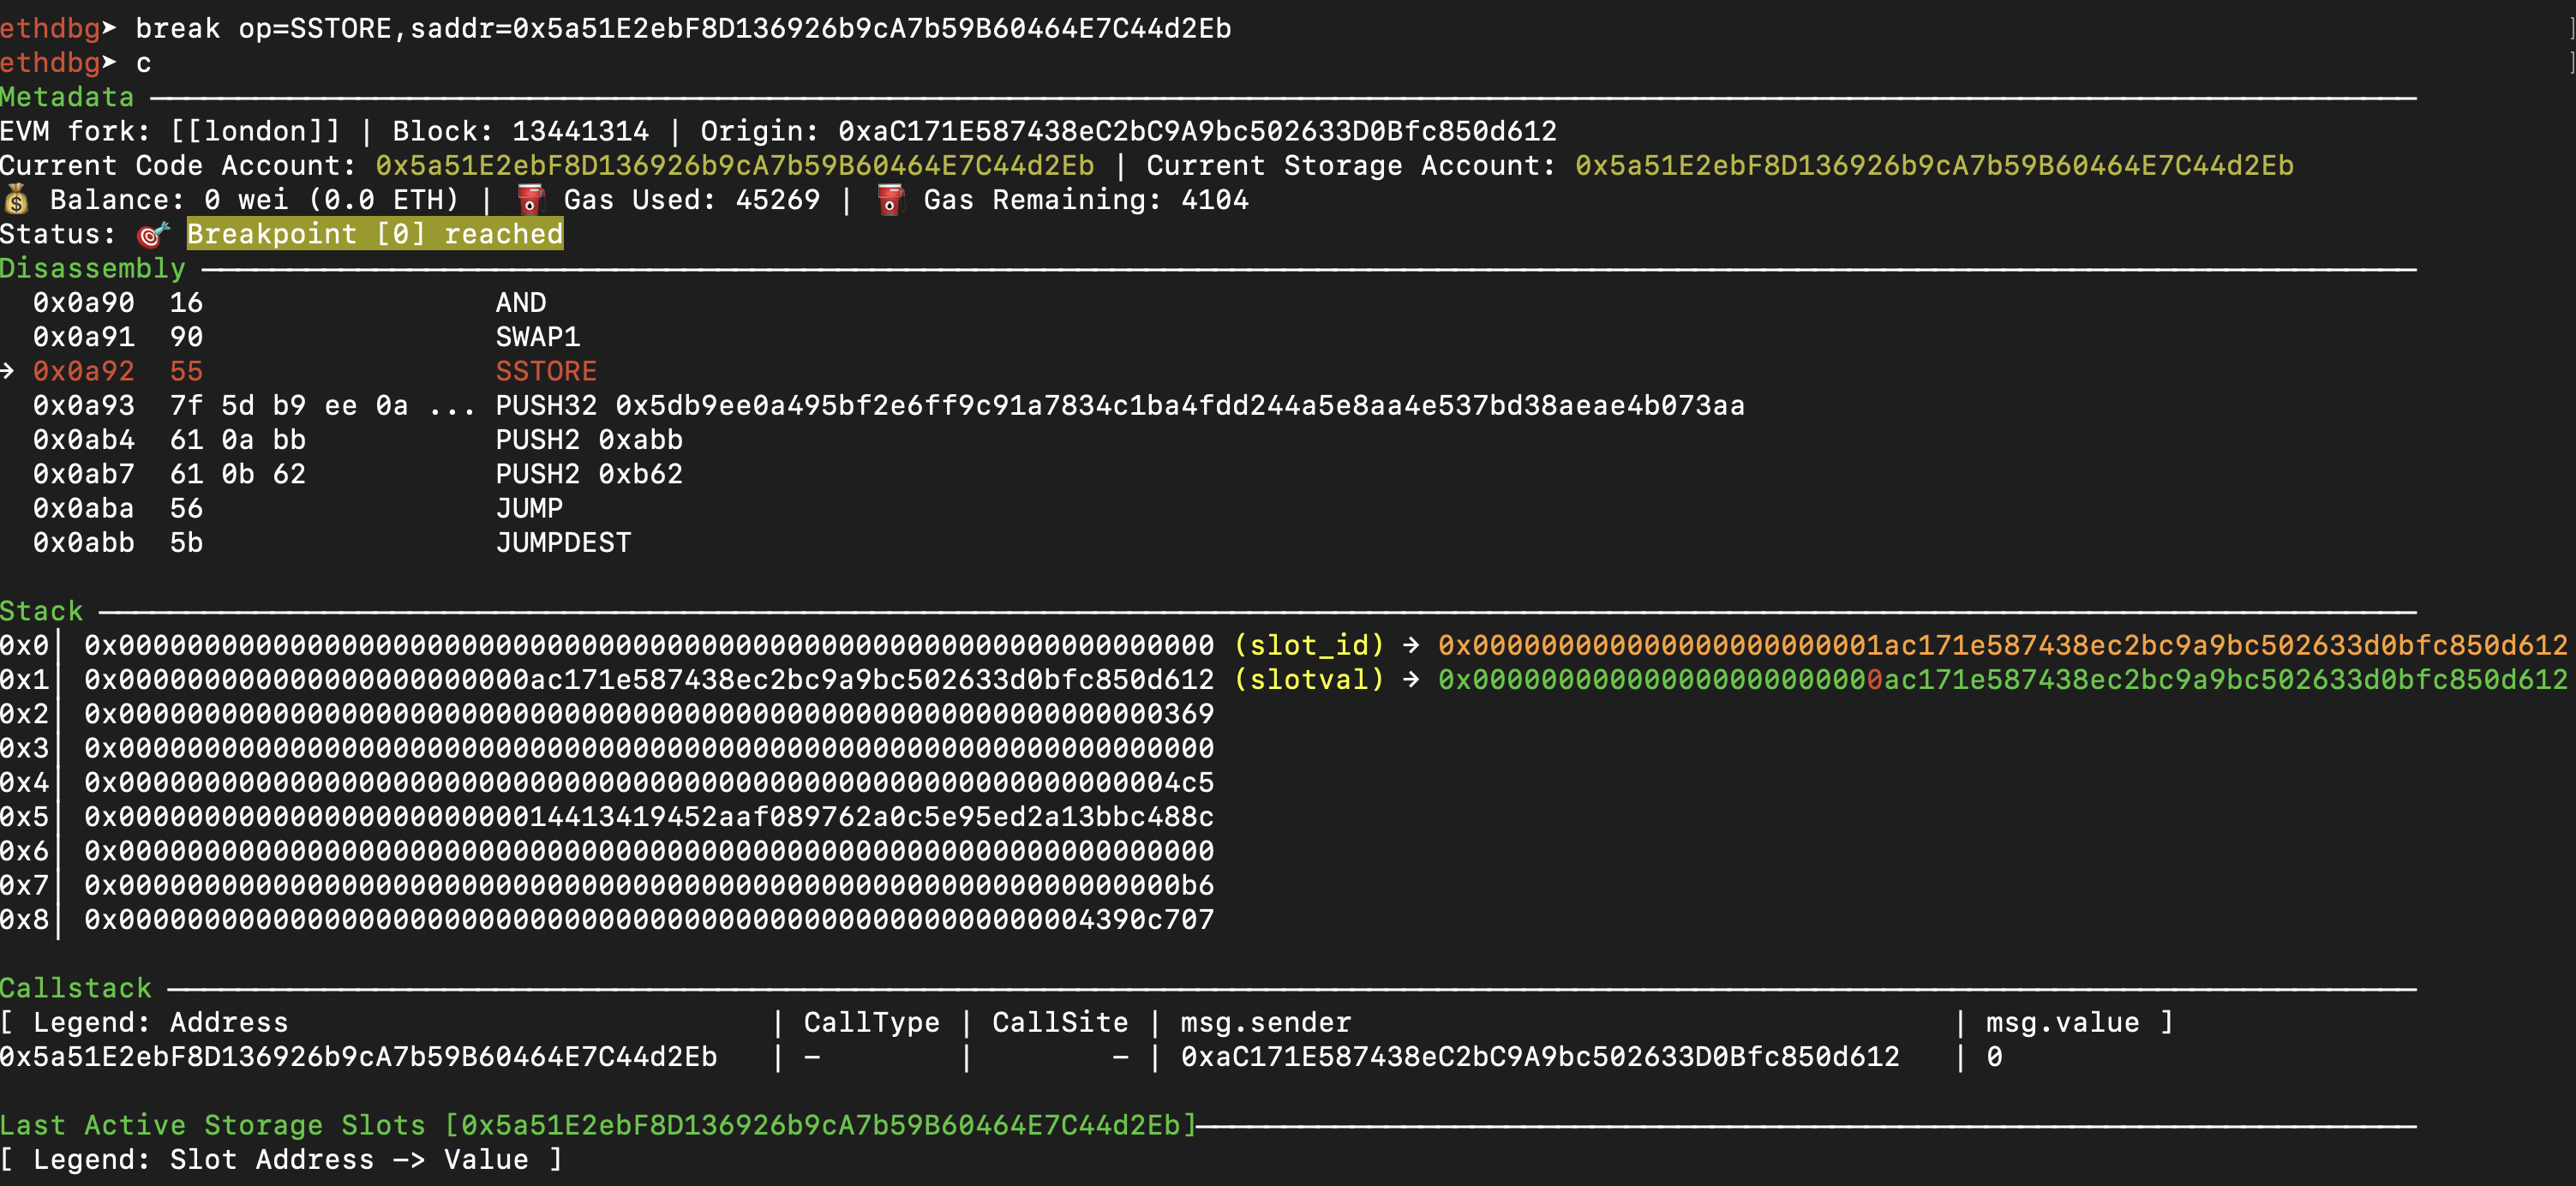 ethdbg➤ break op=SSTORE,saddr=0x5a51E2ebF8D136926b9cA7b59B60464E7C44d2Eb ]
ethdbg➤ c ]
Metadata
EVM fork: [[london]] | Block: 13441314 | Origin: 0xaC171E587438eC2bC9A9bc502633D0Bfc850d612
Current Code Account: 0x5a51E2ebF8D136926b9cA7b59B60464E7C44d2Eb | Current Storage Account: 0x5a51E2ebF8D136926b9cA7b59B60464E7C44d2Eb
💰 Balance: 0 wei (0.0 ETH) | ⛽ Gas Used: 45269 | ⛽ Gas Remaining: 4104
Status: 🎯 Breakpoint [0] reached
Disassembly
0x0a90 16 AND
0x0a91 90 SWAP1
→ 0x0a92 55 SSTORE
0x0a93 7f 5d b9 ee 0a ... PUSH32 0x5db9ee0a495bf2e6ff9c91a7834c1ba4fdd244a5e8aa4e537bd38aeae4b073aa
0x0ab4 61 0a bb PUSH2 0xabb
0x0ab7 61 0b 62 PUSH2 0xb62
0x0aba 56 JUMP
0x0abb 5b JUMPDEST
Stack
0x0│ 0x0000000000000000000000000000000000000000000000000000000000000000 (slot_id) → 0x000000000000000000000001ac171e587438ec2bc9a9bc502633d0bfc850d612
0x1│ 0x000000000000000000000000ac171e587438ec2bc9a9bc502633d0bfc850d612 (slotval) → 0x000000000000000000000000ac171e587438ec2bc9a9bc502633d0bfc850d612
0x2│ 0x0000000000000000000000000000000000000000000000000000000000000369
0x3│ 0x0000000000000000000000000000000000000000000000000000000000000000
0x4│ 0x00000000000000000000000000000000000000000000000000000000000004c5
0x5│ 0x00000000000000000000000014413419452aaf089762a0c5e95ed2a13bbc488c
0x6│ 0x0000000000000000000000000000000000000000000000000000000000000000
0x7│ 0x00000000000000000000000000000000000000000000000000000000000000b6
0x8│ 0x000000000000000000000000000000000000000000000000000000004390c707
Callstack
[ Legend: Address | CallType | CallSite | msg.sender | msg.value ]
0x5a51E2ebF8D136926b9cA7b59B60464E7C44d2Eb | - | - | 0xaC171E587438eC2bC9A9bc502633D0Bfc850d612 | 0
Last Active Storage Slots [0x5a51E2ebF8D136926b9cA7b59B60464E7C44d2Eb]
[ Legend: Slot Address -> Value ]